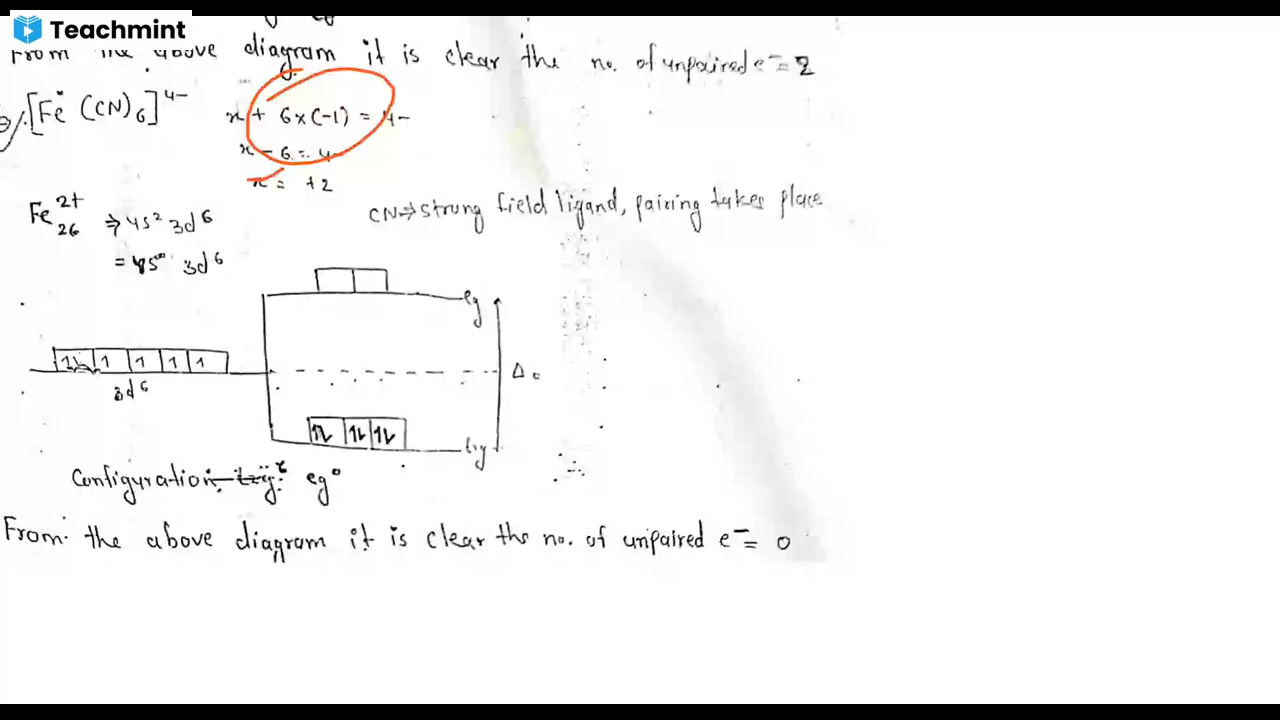 Teachmint
From the above diagram it is clear the no. of unpaired e⁻ = 2
[Fe (CN)6]⁴⁻
x + 6×(-1) = 4-
x - 6 = 4-
x = +2
Fe²⁺ ₂₆ ⇒ 4s² 3d⁶
= 4s⁰ 3d⁶
CN→ strong field ligand, pairing takes place
eg
3d⁶
Δ₀
t₂g
Configuration t₂g⁶ eg⁰
From the above diagram it is clear the no. of unpaired e⁻ = 0